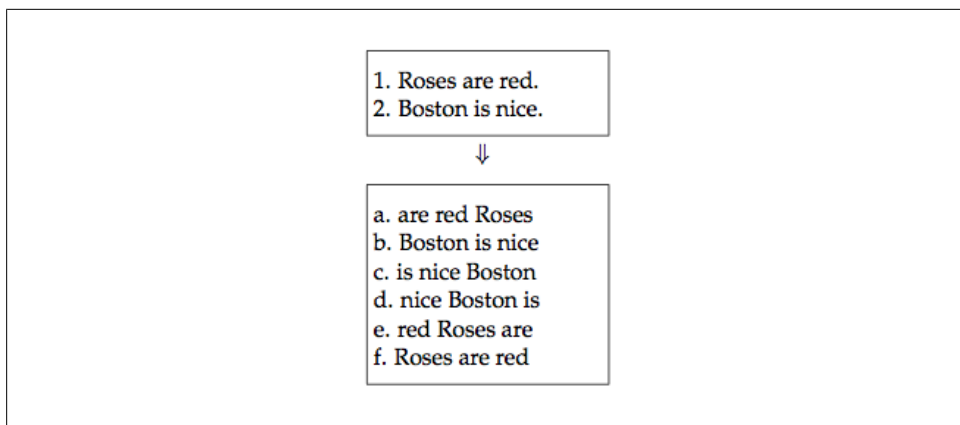 1. Roses are red.
2. Boston is nice.
⇓
a. are red Roses
b. Boston is nice
c. is nice Boston
d. nice Boston is
e. red Roses are
f. Roses are red